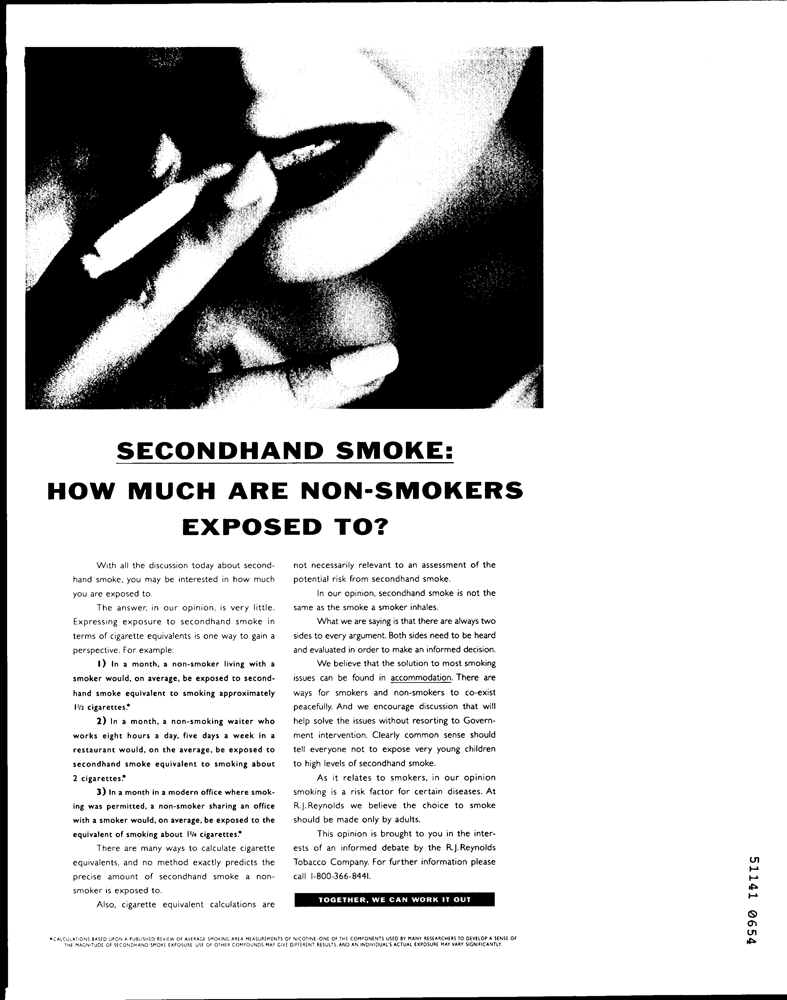 SECONDHAND SMOKE:
HOW MUCH ARE NON-SMOKERS
EXPOSED TO?
With all the discussion today about second-
hand smoke, you may be interested in how much
you are exposed to.
The answer, in our opinion, is very little.
Expressing exposure to secondhand smoke in
terms of cigarette equivalents is one way to gain a
perspective. For example:
1) In a month, a non-smoker living with a
smoker would, on average, be exposed to second-
hand smoke equivalent to smoking approximately
1½ cigarettes.*
2) In a month, a non-smoking waiter who
works eight hours a day, five days a week in a
restaurant would, on the average, be exposed to
secondhand smoke equivalent to smoking about
2 cigarettes.*
3) In a month in a modern office where smok-
ing was permitted, a non-smoker sharing an office
with a smoker would, on average, be exposed to the
equivalent of smoking about 1¼ cigarettes.*
There are many ways to calculate cigarette
equivalents, and no method exactly predicts the
precise amount of secondhand smoke a non-
smoker is exposed to.
Also, cigarette equivalent calculations are
not necessarily relevant to an assessment of the
potential risk from secondhand smoke.
In our opinion, secondhand smoke is not the
same as the smoke a smoker inhales.
What we are saying is that there are always two
sides to every argument. Both sides need to be heard
and evaluated in order to make an informed decision.
We believe that the solution to most smoking
issues can be found in accommodation. There are
ways for smokers and non-smokers to co-exist
peacefully. And we encourage discussion that will
help solve the issues without resorting to Govern-
ment intervention. Clearly common sense should
tell everyone not to expose very young children
to high levels of secondhand smoke.
As it relates to smokers, in our opinion
smoking is a risk factor for certain diseases. At
R.J. Reynolds we believe the choice to smoke
should be made only by adults.
This opinion is brought to you in the inter-
ests of an informed debate by the R.J. Reynolds
Tobacco Company. For further information please
call 1-800-366-8441.
TOGETHER, WE CAN WORK IT OUT
*CALCULATIONS BASED UPON A PUBLISHED REVIEW OF AVERAGE SMOKING AREA MEASUREMENTS OF NICOTINE, ONE OF THE COMPONENTS USED BY MANY RESEARCHERS TO DEVELOP A SENSE OF
THE MAGNITUDE OF SECONDHAND SMOKE EXPOSURE. USE OF OTHER COMPOUNDS MAY GIVE DIFFERENT RESULTS, AND AN INDIVIDUAL'S ACTUAL EXPOSURE MAY VARY SIGNIFICANTLY.
51141 0654